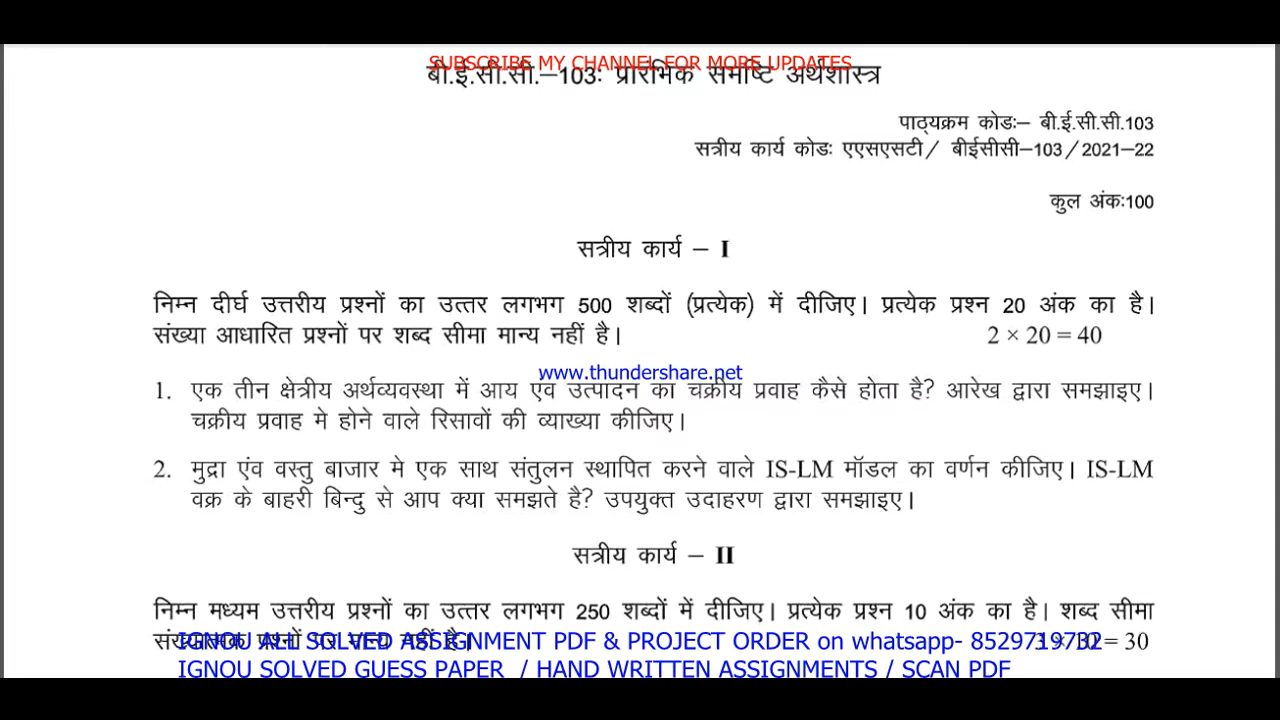 SUBSCRIBE MY CHANNEL FOR MORE UPDATES
बी.ई.सी.सी.–103ः प्रारंभिक समष्टि अर्थशास्त्र
पाठ्यक्रम कोडः– बी.ई.सी.सी.103
सत्रीय कार्य कोडः एएसएसटी/ बीईसीसी–103/2021–22
कुल अंकः100
सत्रीय कार्य – I
निम्न दीर्घ उत्तरीय प्रश्नों का उत्तर लगभग 500 शब्दों (प्रत्येक) में दीजिए। प्रत्येक प्रश्न 20 अंक का है।
संख्या आधारित प्रश्नों पर शब्द सीमा मान्य नहीं है। 2 × 20 = 40
www.thundershare.net
1. एक तीन क्षेत्रीय अर्थव्यवस्था में आय एवं उत्पादन का चक्रीय प्रवाह कैसे होता है? आरेख द्वारा समझाइए।
चक्रीय प्रवाह मे होने वाले रिसावों की व्याख्या कीजिए।
2. मुद्रा एंव वस्तु बाजार मे एक साथ संतुलन स्थापित करने वाले IS-LM मॉडल का वर्णन कीजिए। IS-LM
वक्र के बाहरी बिन्दु से आप क्या समझते है? उपयुक्त उदाहरण द्वारा समझाइए।
सत्रीय कार्य – II
निम्न मध्यम उत्तरीय प्रश्नों का उत्तर लगभग 250 शब्दों में दीजिए। प्रत्येक प्रश्न 10 अंक का है। शब्द सीमा
प्रश्नों पर नहीं है। = 30
IGNOU ALL SOLVED ASSIGNMENT PDF & PROJECT ORDER on whatsapp- 8529719732
IGNOU SOLVED GUESS PAPER / HAND WRITTEN ASSIGNMENTS / SCAN PDF